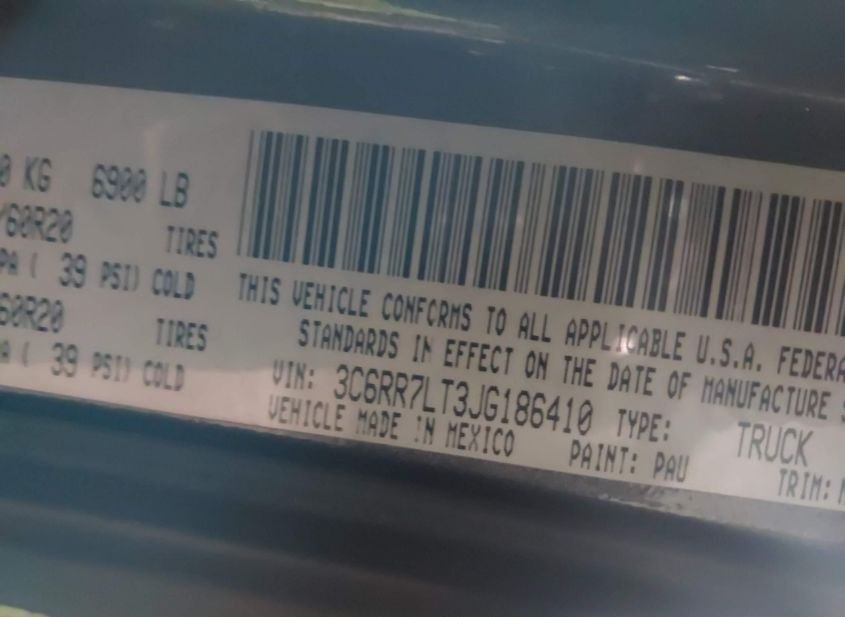 0 KG 6900 LB
/60R20 TIRES
PA ( 39 PSI) COLD
60R20 TIRES
A ( 39 PSI) COLD
THIS VEHICLE CONFORMS TO ALL APPLICABLE U.S.A. FEDERA
STANDARDS IN EFFECT ON THE DATE OF MANUFACTURE S
VIN: 3C6RR7LT3JG186410 TYPE: TRUCK
VEHICLE MADE IN MEXICO PAINT: PAU TRIM: M